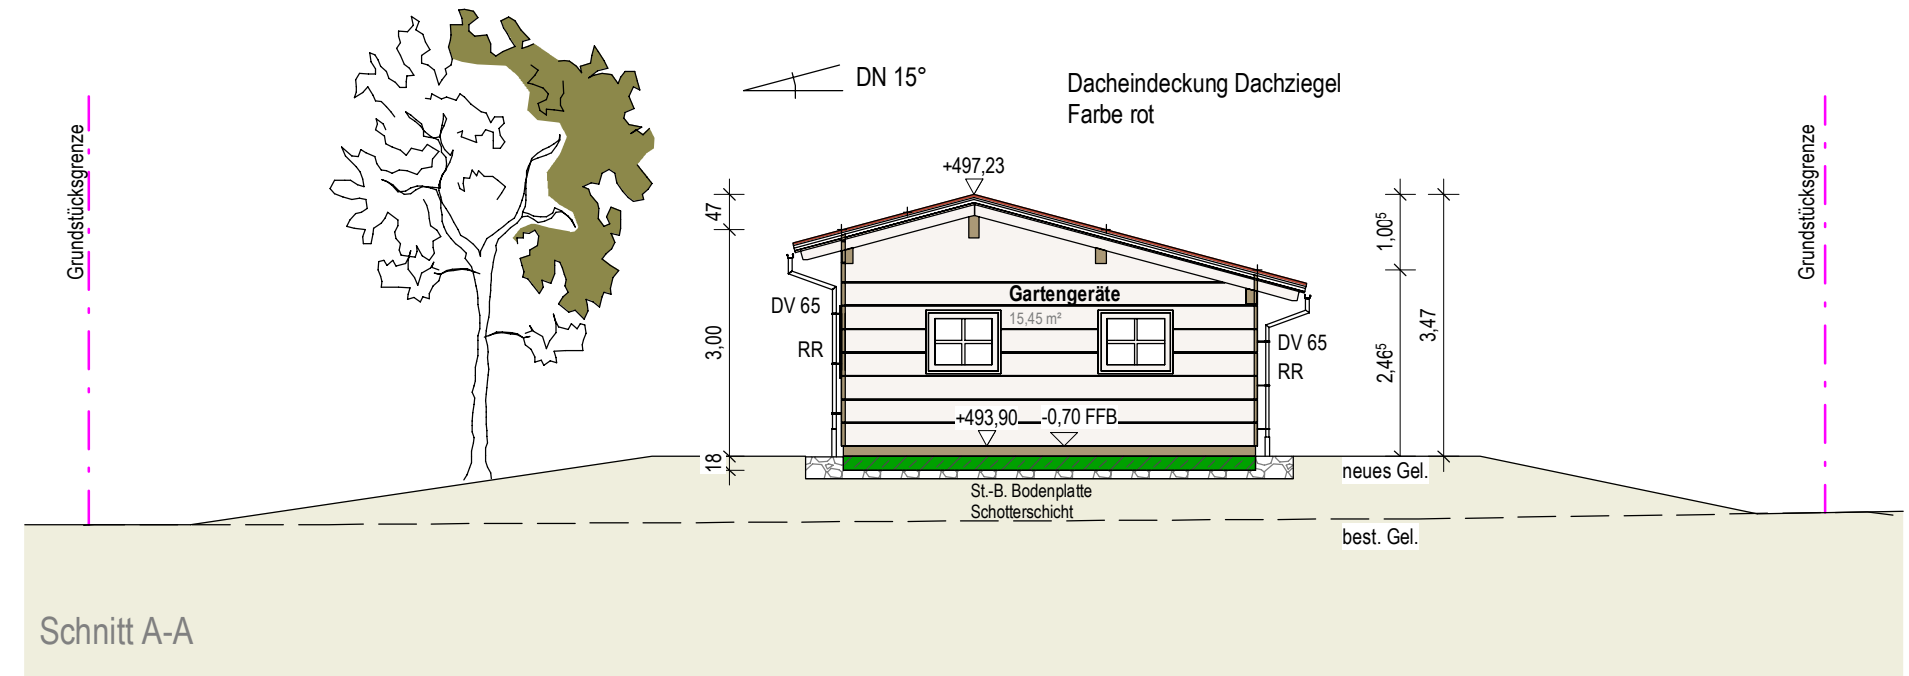 DN 15°
Dacheindeckung Dachziegel
Farbe rot
Grundstücksgrenze
Grundstücksgrenze
+497,23
47
3,00
18
1,00⁵
2,46⁵
3,47
DV 65
RR
Gartengeräte
15,45 m²
DV 65
RR
+493,90
-0,70 FFB
neues Gel.
St.-B. Bodenplatte
Schotterschicht
best. Gel.
Schnitt A-A